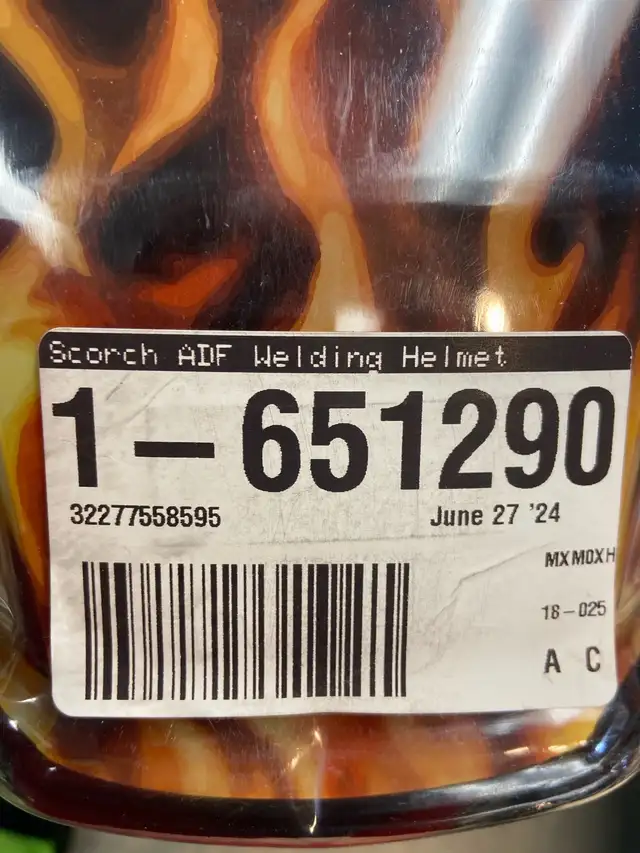 Scorch ADF Welding Helmet
1-651290
32277558595 June 27 '24
MXMOXH
18-025
A C